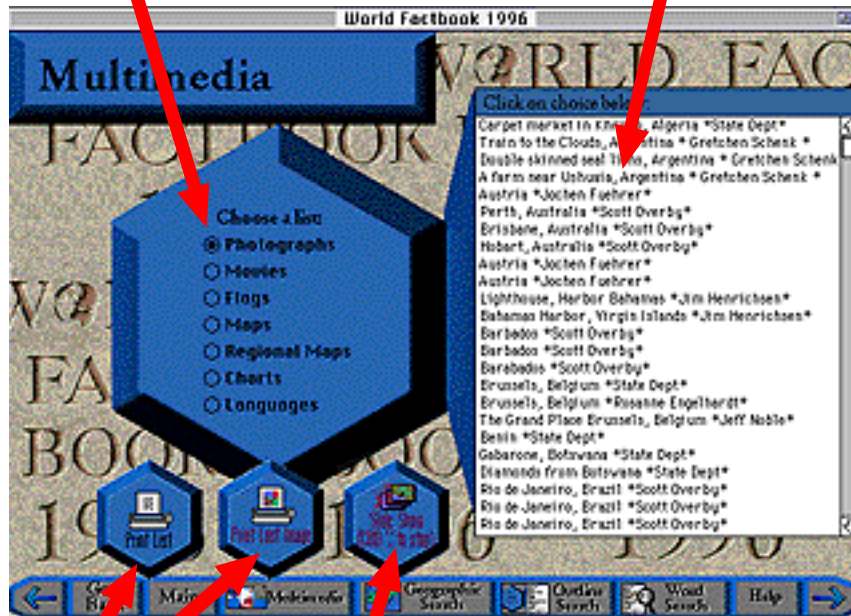 World Factbook 1996
Multimedia
Click on choice below:
Carpet market in Algeria *State Dept*
Train to the Clouds, Argentina * Gretchen Schenk *
Double skinned seal Argentina * Gretchen Schenk
A farm near Ushuaia, Argentina * Gretchen Schenk *
Austria *Jochen Fuehrer*
Perth, Australia *Scott Overby*
Brisbane, Australia *Scott Overby*
Hobart, Australia *Scott Overby*
Austria *Jochen Fuehrer*
Austria *Jochen Fuehrer*
Lighthouse, Harbor Bahamas *Jim Henrichsen*
Bahamas Harbor, Virgin Islands *Jim Henrichsen*
Barbados *Scott Overby*
Barbados *Scott Overby*
Barabados *Scott Overby*
Brussels, Belgium *State Dept*
Brussels, Belgium *Rosanne Engelhardt*
The Grand Place Brussels, Belgium *Jeff Noble*
Benin *State Dept*
Gabarone, Botswana *State Dept*
Diamonds from Botswana *State Dept*
Rio de Janeiro, Brazil *Scott Overby*
Rio de Janeiro, Brazil *Scott Overby*
Rio de Janeiro, Brazil *Scott Overby*
Choose a list:
Photographs
Movies
Flags
Maps
Regional Maps
Charts
Languages
Print List
Print Last Image
Slide Show
to stop
Main
Multimedia
Geographic Search
Outline Search
Word Search
Help